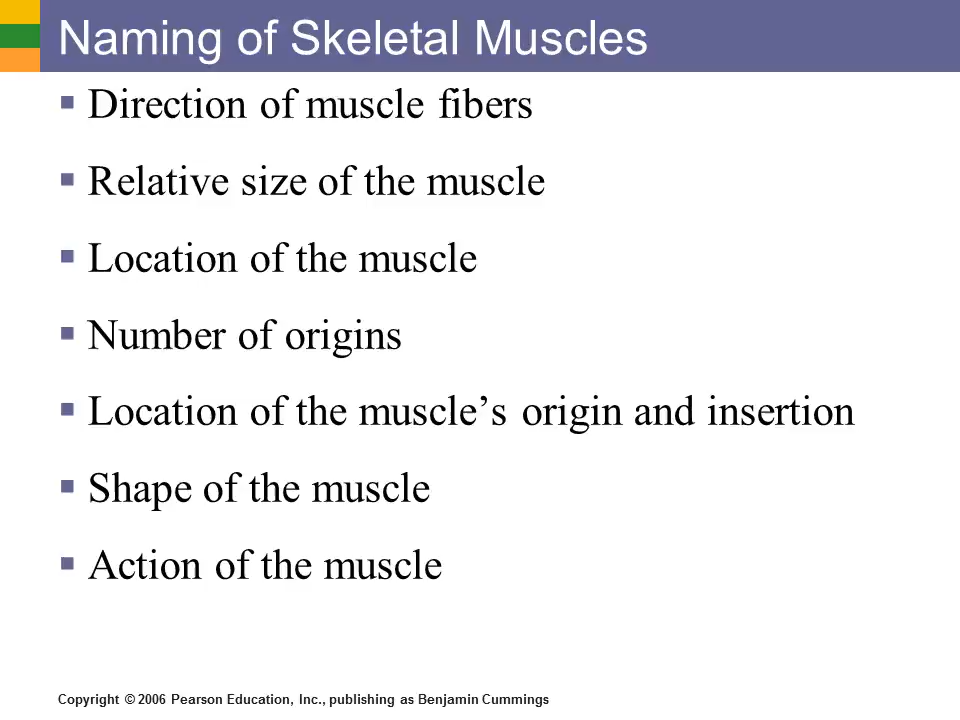 Naming of Skeletal Muscles
▪ Direction of muscle fibers
▪ Relative size of the muscle
▪ Location of the muscle
▪ Number of origins
▪ Location of the muscle’s origin and insertion
▪ Shape of the muscle
▪ Action of the muscle
Copyright © 2006 Pearson Education, Inc., publishing as Benjamin Cummings